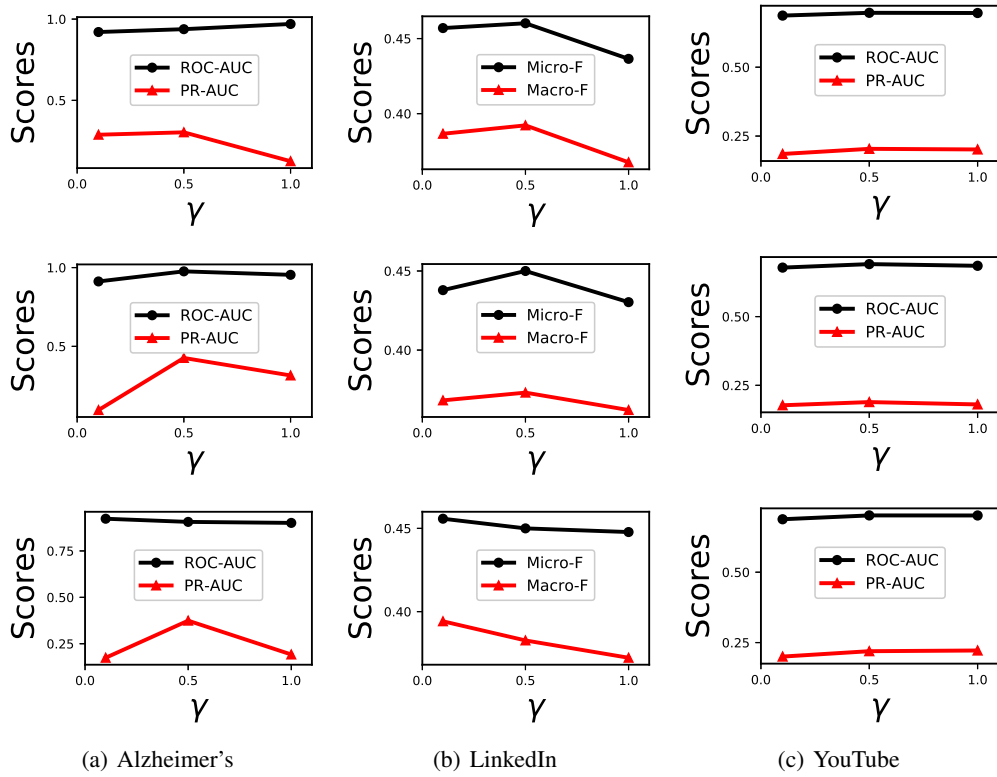 Scores
1.0
0.5
ROC-AUC
PR-AUC
0.0
0.5
1.0
γ
Scores
0.45
0.40
Micro-F
Macro-F
0.0
0.5
1.0
γ
Scores
0.50
0.25
ROC-AUC
PR-AUC
0.0
0.5
1.0
γ
Scores
1.0
0.5
ROC-AUC
PR-AUC
0.0
0.5
1.0
γ
Scores
0.45
0.40
Micro-F
Macro-F
0.0
0.5
1.0
γ
Scores
0.50
0.25
ROC-AUC
PR-AUC
0.0
0.5
1.0
γ
Scores
0.75
0.50
0.25
ROC-AUC
PR-AUC
0.0
0.5
1.0
γ
Scores
0.45
0.40
Micro-F
Macro-F
0.0
0.5
1.0
γ
Scores
0.50
0.25
ROC-AUC
PR-AUC
0.0
0.5
1.0
γ
(a) Alzheimer's
(b) LinkedIn
(c) YouTube